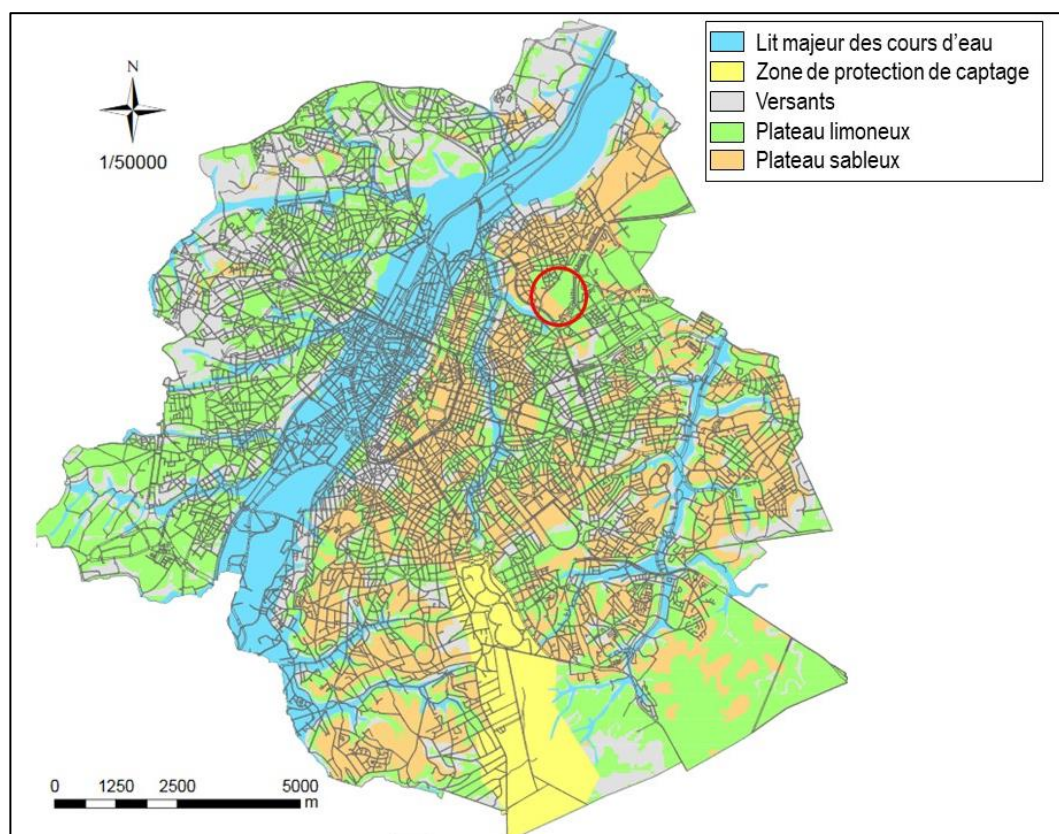 Lit majeur des cours d'eau
Zone de protection de captage
Versants
Plateau limoneux
Plateau sableux
N
1/50000
0 1250 2500 5000
m